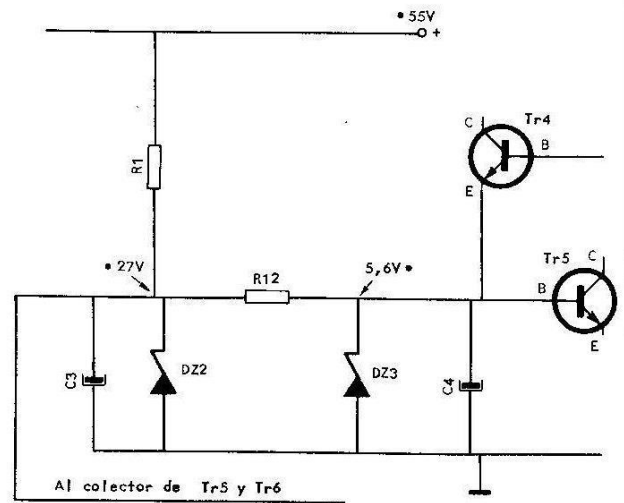 • 55V
+
Tr4
C
B
E
R1
• 27V
R12
5,6V •
Tr5
C
B
E
C3
DZ2
DZ3
C4
Al colector de Tr5 y Tr6